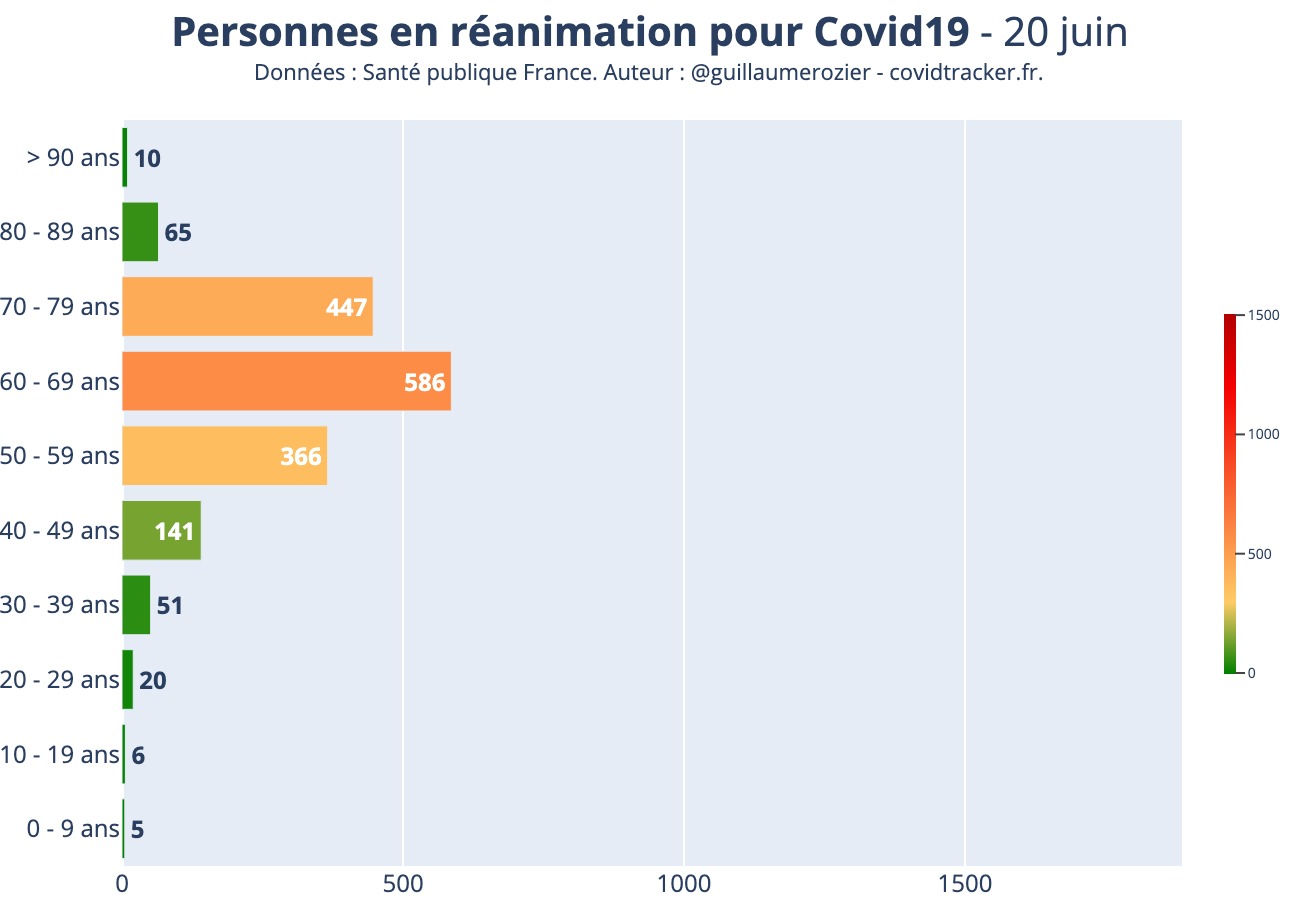 Personnes en réanimation pour Covid19 - 20 juin
Données : Santé publique France. Auteur : @guillaumerozier - covidtracker.fr.
> 90 ans 10
80 - 89 ans 65
70 - 79 ans 447
60 - 69 ans 586
50 - 59 ans 366
40 - 49 ans 141
30 - 39 ans 51
20 - 29 ans 20
10 - 19 ans 6
0 - 9 ans 5
0 500 1000 1500
1500
1000
500
0